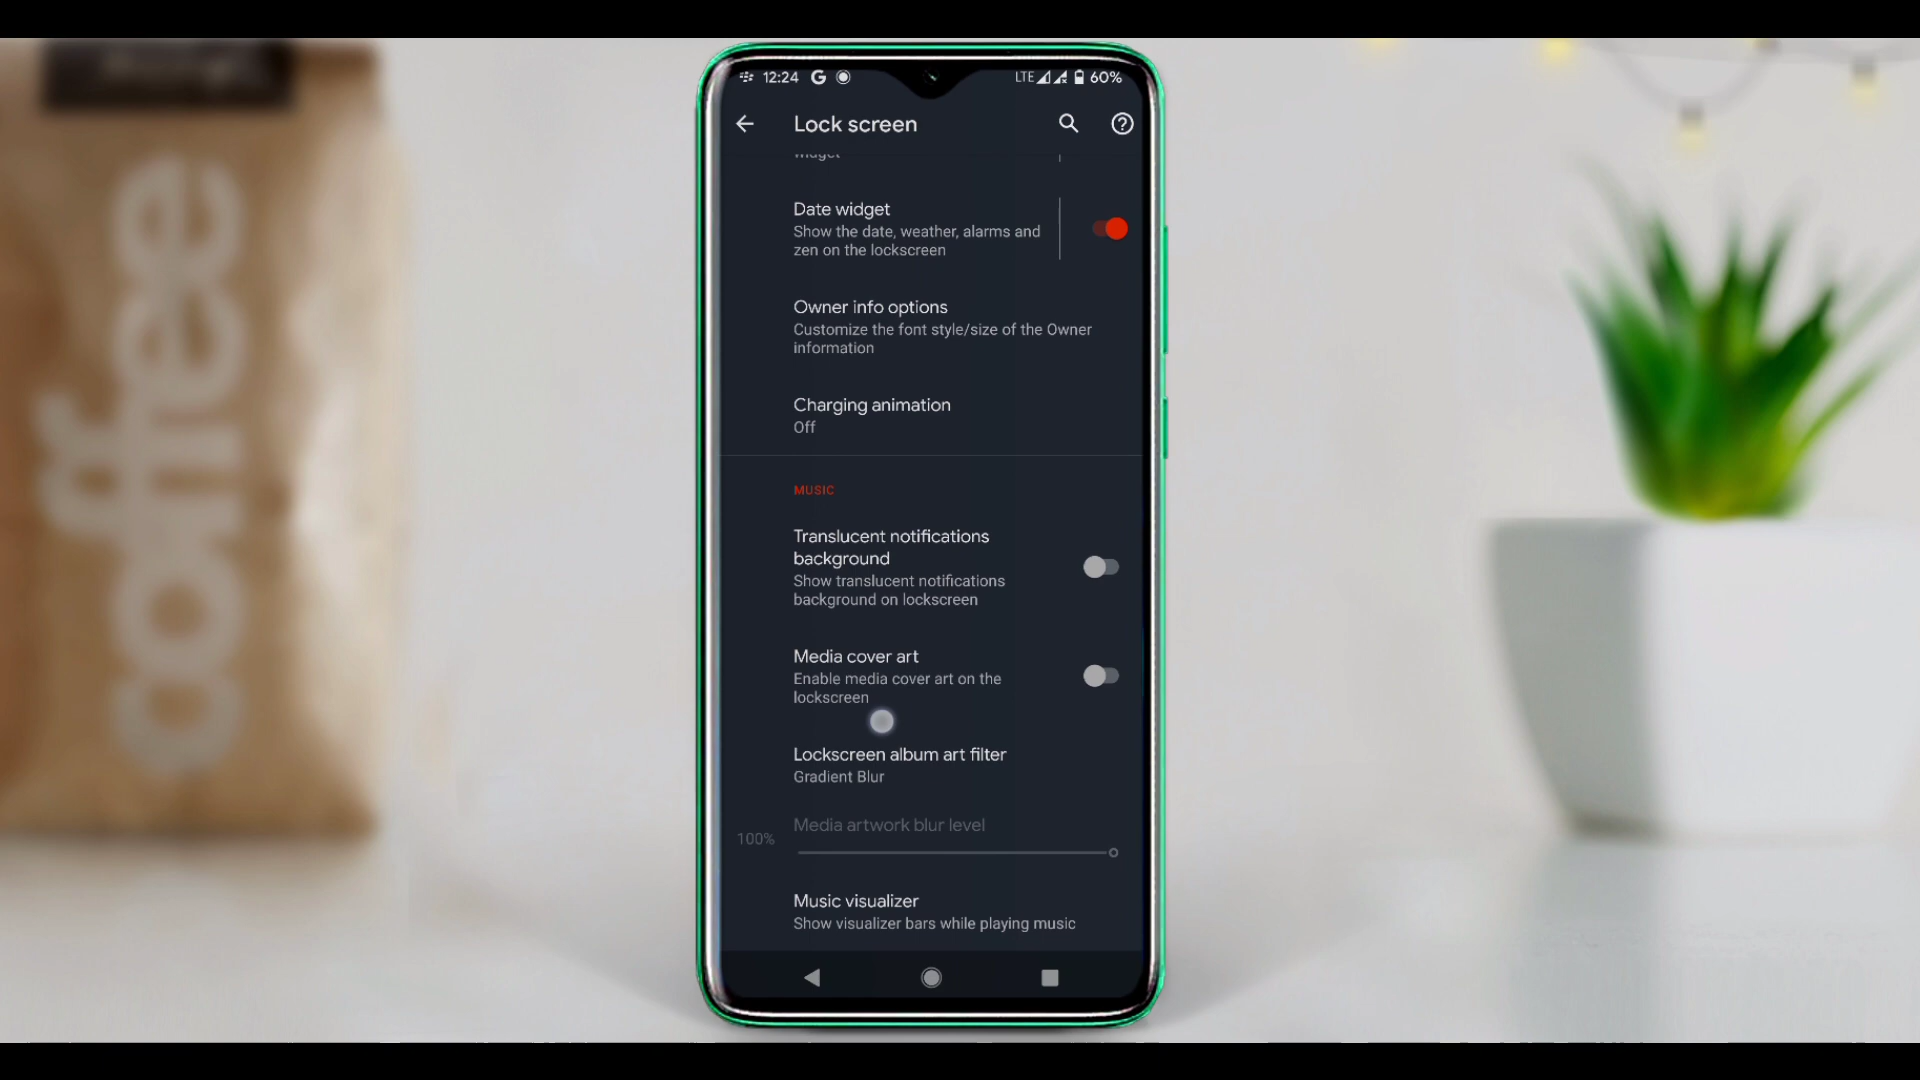 coffee
12:24 G LTE 60%
Lock screen
widget
Date widget
Show the date, weather, alarms and
zen on the lockscreen
Owner info options
Customize the font style/size of the Owner
information
Charging animation
Off
MUSIC
Translucent notifications
background
Show translucent notifications
background on lockscreen
Media cover art
Enable media cover art on the
lockscreen
Lockscreen album art filter
Gradient Blur
Media artwork blur level
100%
Music visualizer
Show visualizer bars while playing music